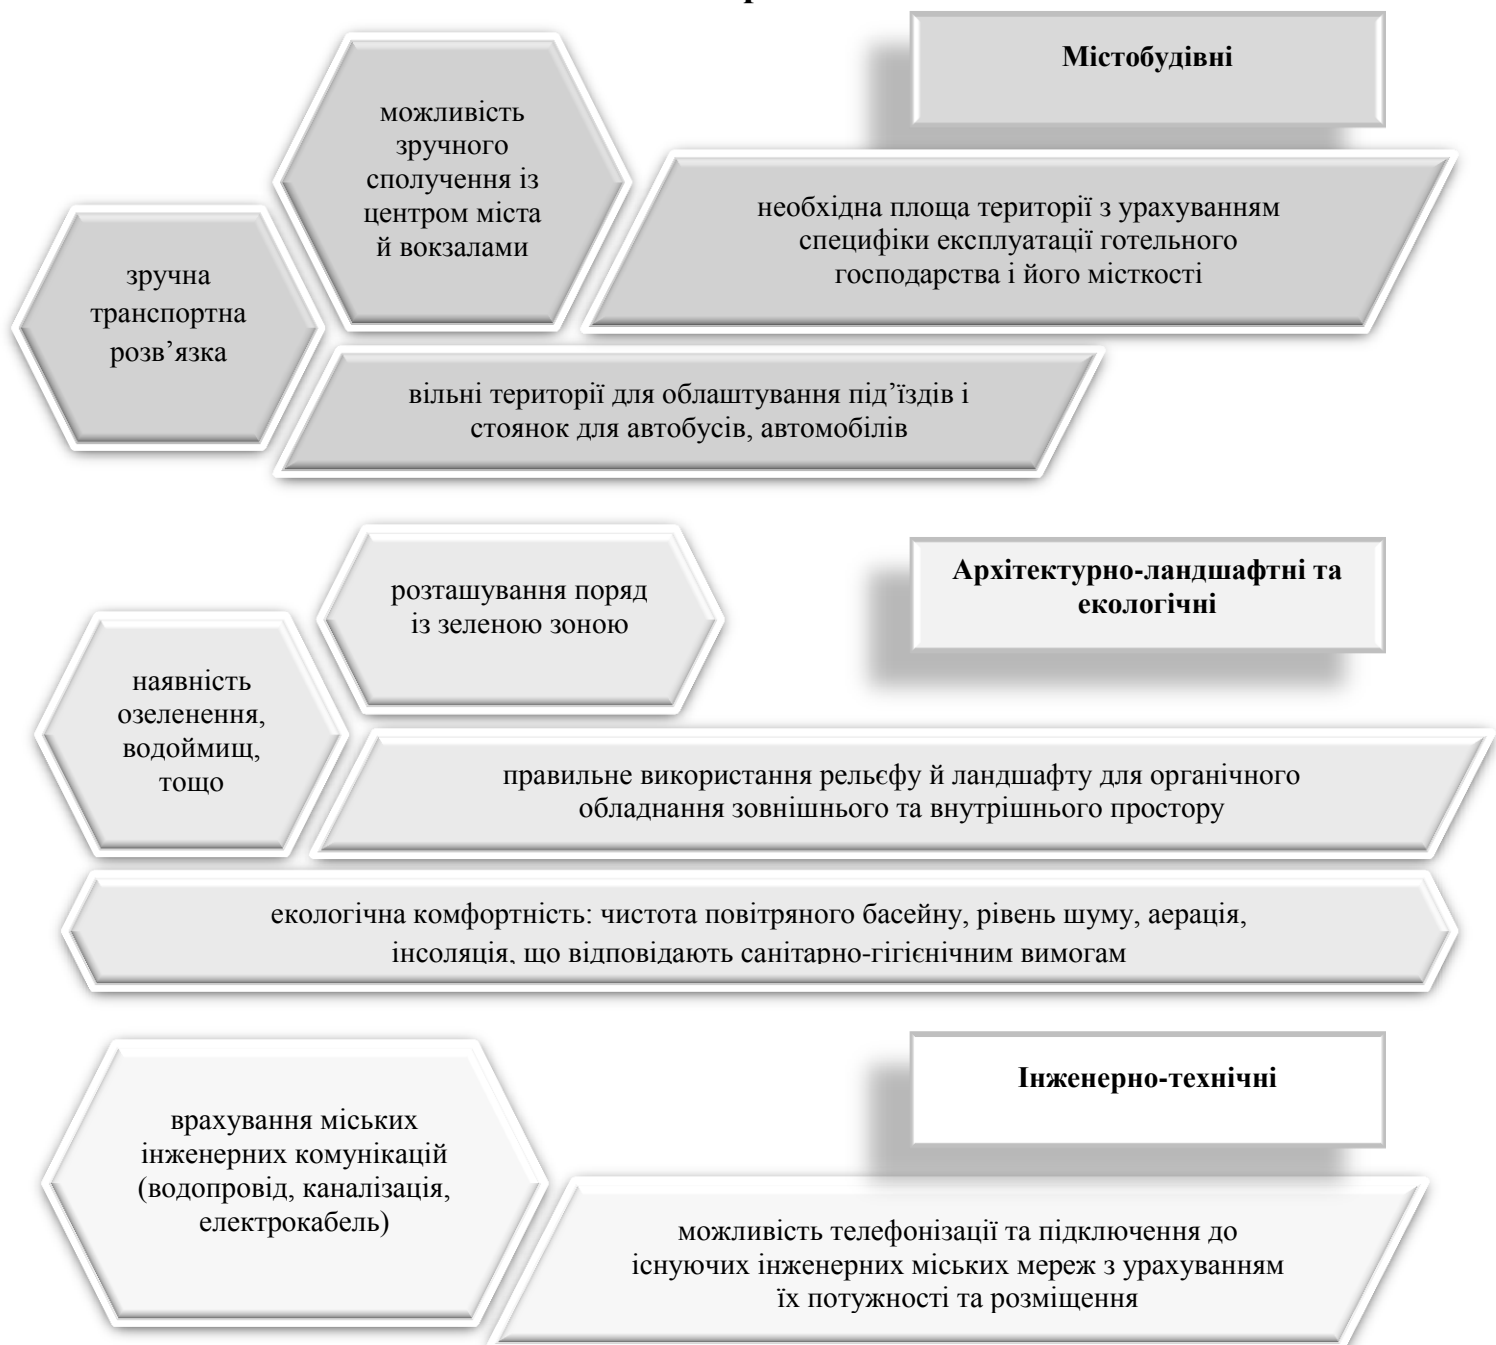 Містобудівні
можливість
зручного
сполучення із
центром міста
й вокзалами
необхідна площа території з урахуванням
специфіки експлуатації готельного
господарства і його місткості
зручна
транспортна
розв’язка
вільні території для облаштування під’їздів і
стоянок для автобусів, автомобілів
Архітектурно-ландшафтні та
екологічні
розташування поряд
із зеленою зоною
наявність
озеленення,
водоймищ,
тощо
правильне використання рельєфу й ландшафту для органічного
обладнання зовнішнього та внутрішнього простору
екологічна комфортність: чистота повітряного басейну, рівень шуму, аерація,
інсоляція, що відповідають санітарно-гігієнічним вимогам
Інженерно-технічні
врахування міських
інженерних комунікацій
(водопровід, каналізація,
електрокабель)
можливість телефонізації та підключення до
існуючих інженерних міських мереж з урахуванням
їх потужності та розміщення